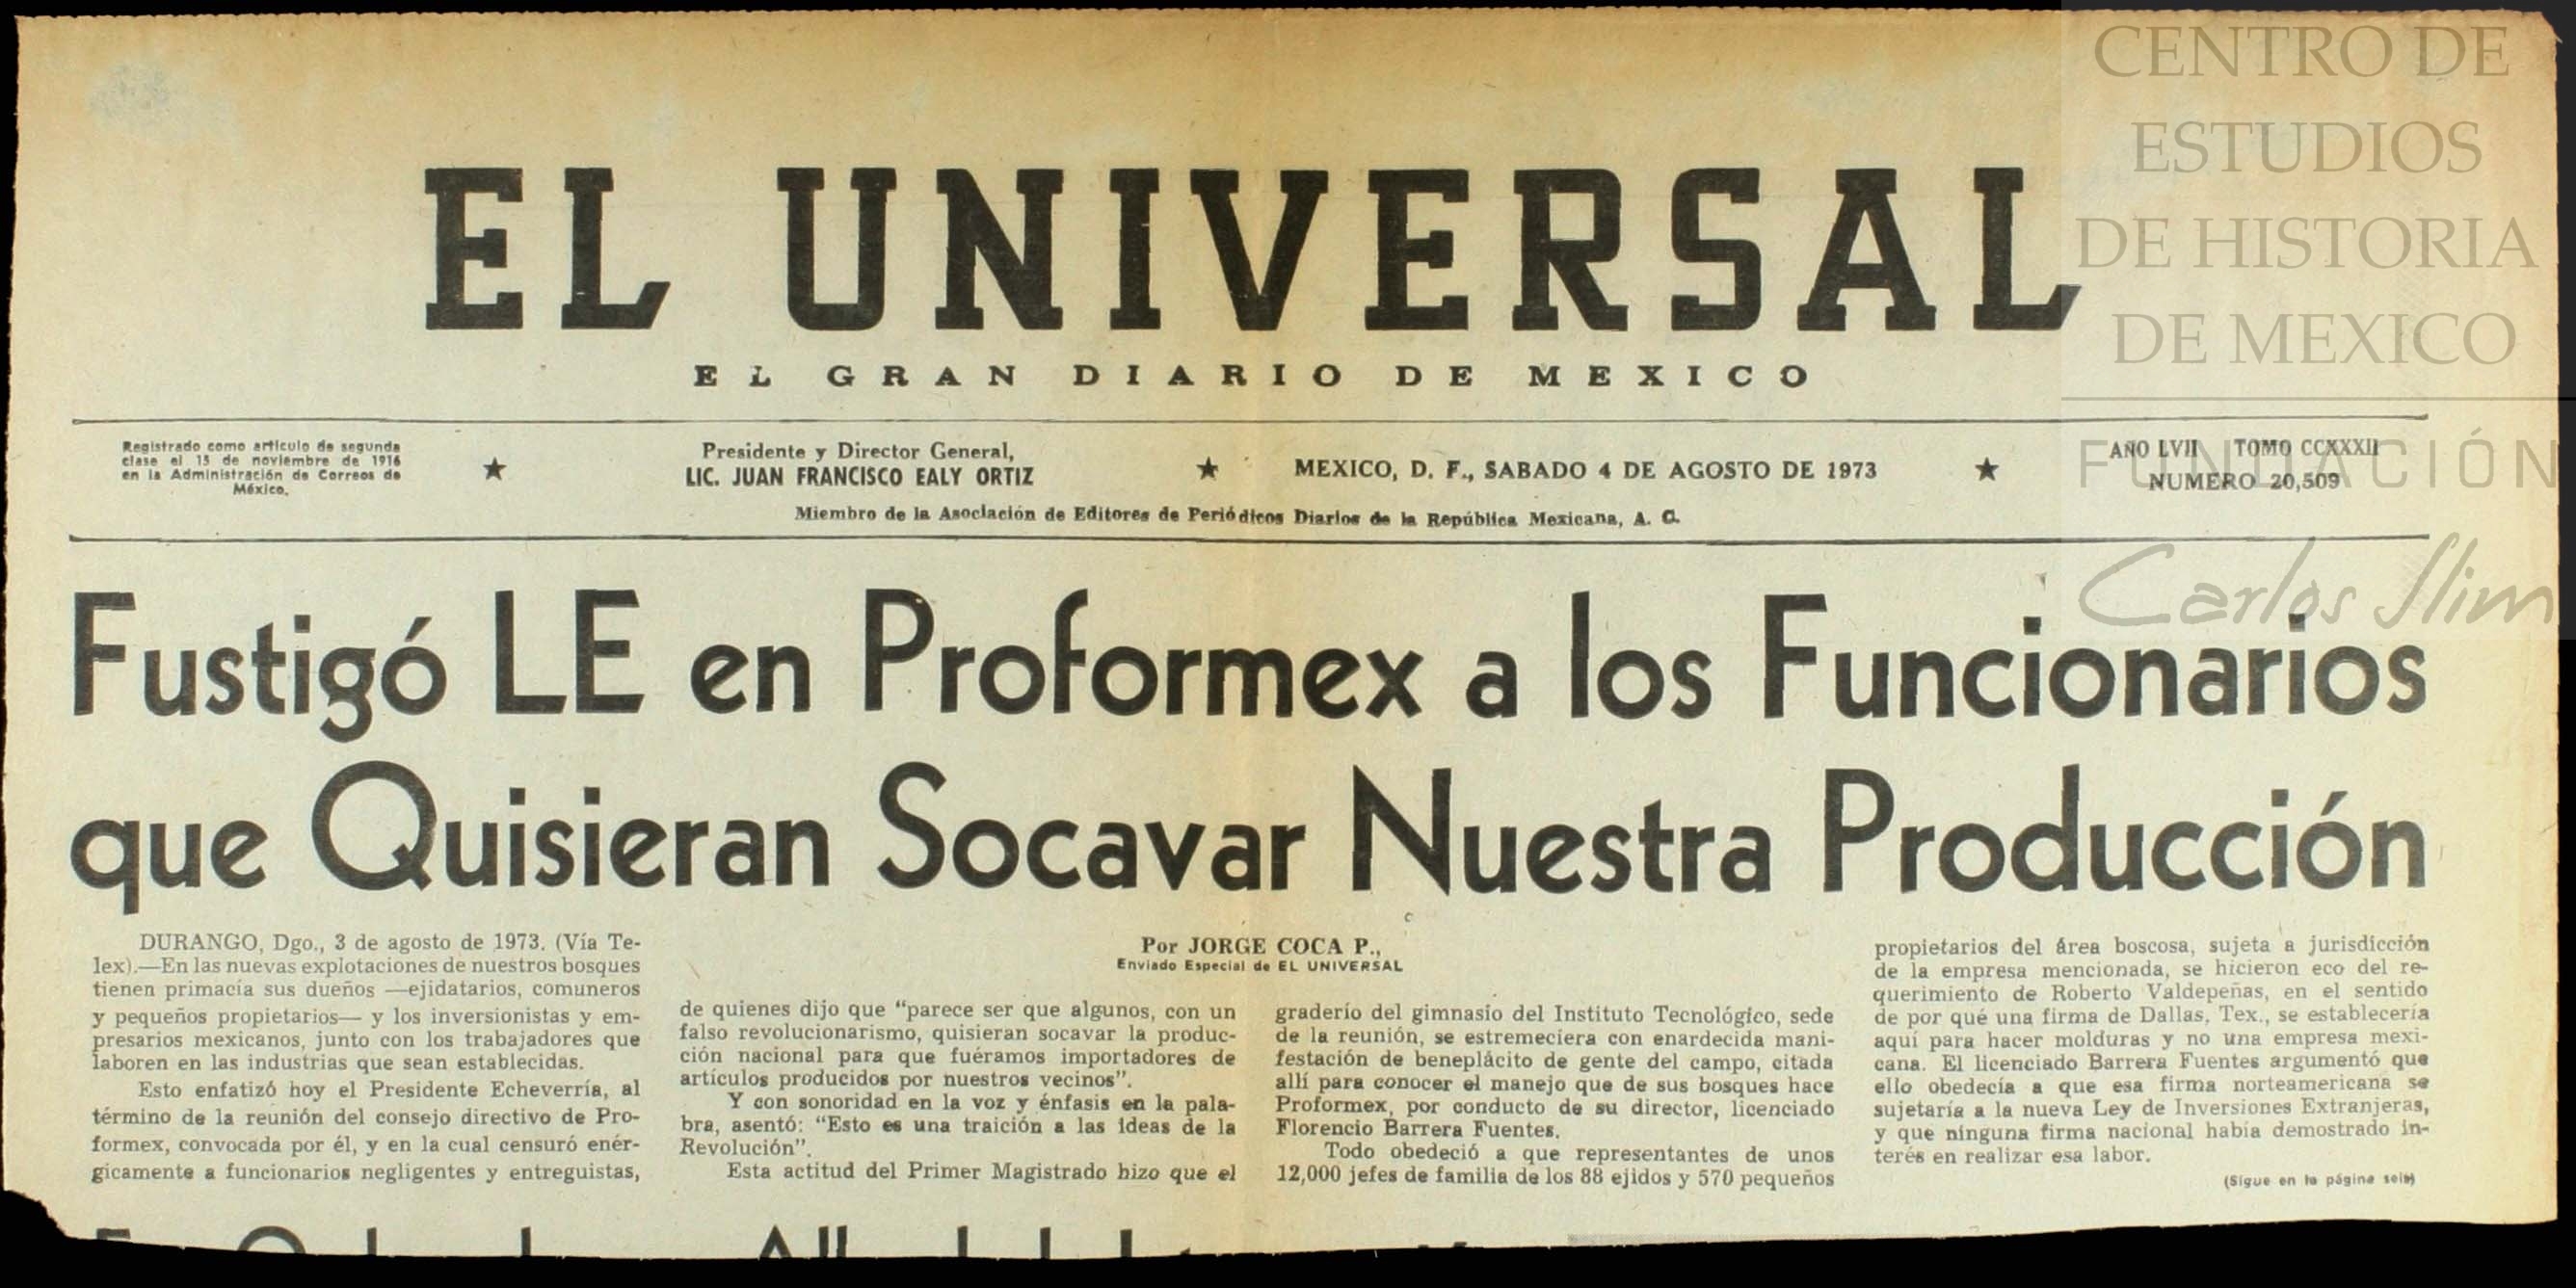 CENTRO DE
ESTUDIOS
DE HISTORIA
DE MEXICO
FUNDACIÓN
Carlos Slim
EL UNIVERSAL
EL GRAN DIARIO DE MEXICO
Registrado como artículo de segunda
clase el 15 de noviembre de 1916
en la Administración de Correos de
México.
★
Presidente y Director General,
LIC. JUAN FRANCISCO EALY ORTIZ
★
MEXICO, D. F., SABADO 4 DE AGOSTO DE 1973
★
AÑO LVII TOMO CCXXXII
NUMERO 20,509
Miembro de la Asociación de Editores de Periódicos Diarios de la República Mexicana, A. C.
Fustigó LE en Proformex a los Funcionarios
que Quisieran Socavar Nuestra Producción
DURANGO, Dgo., 3 de agosto de 1973. (Vía Te-
lex).—En las nuevas explotaciones de nuestros bosques
tienen primacía sus dueños —ejidatarios, comuneros
y pequeños propietarios— y los inversionistas y em-
presarios mexicanos, junto con los trabajadores que
laboren en las industrias que sean establecidas.
Esto enfatizó hoy el Presidente Echeverría, al
término de la reunión del consejo directivo de Pro-
formex, convocada por él, y en la cual censuró enér-
gicamente a funcionarios negligentes y entreguistas,
Por JORGE COCA P.,
Enviado Especial de EL UNIVERSAL
de quienes dijo que "parece ser que algunos, con un
falso revolucionarismo, quisieran socavar la produc-
ción nacional para que fuéramos importadores de
artículos producidos por nuestros vecinos".
Y con sonoridad en la voz y énfasis en la pala-
bra, asentó: "Esto es una traición a las ideas de la
Revolución".
Esta actitud del Primer Magistrado hizo que el
graderío del gimnasio del Instituto Tecnológico, sede
de la reunión, se estremeciera con enardecida mani-
festación de beneplácito de gente del campo, citada
allí para conocer el manejo que de sus bosques hace
Proformex, por conducto de su director, licenciado
Florencio Barrera Fuentes.
Todo obedeció a que representantes de unos
12,000 jefes de familia de los 88 ejidos y 570 pequeños
propietarios del área boscosa, sujeta a jurisdicción
de la empresa mencionada, se hicieron eco del re-
querimiento de Roberto Valdepeñas, en el sentido
de por qué una firma de Dallas, Tex., se establecería
aquí para hacer molduras y no una empresa mexi-
cana. El licenciado Barrera Fuentes argumentó que
ello obedecía a que esa firma norteamericana se
sujetaría a la nueva Ley de Inversiones Extranjeras,
y que ninguna firma nacional había demostrado in-
terés en realizar esa labor.
(Sigue en la página seis)